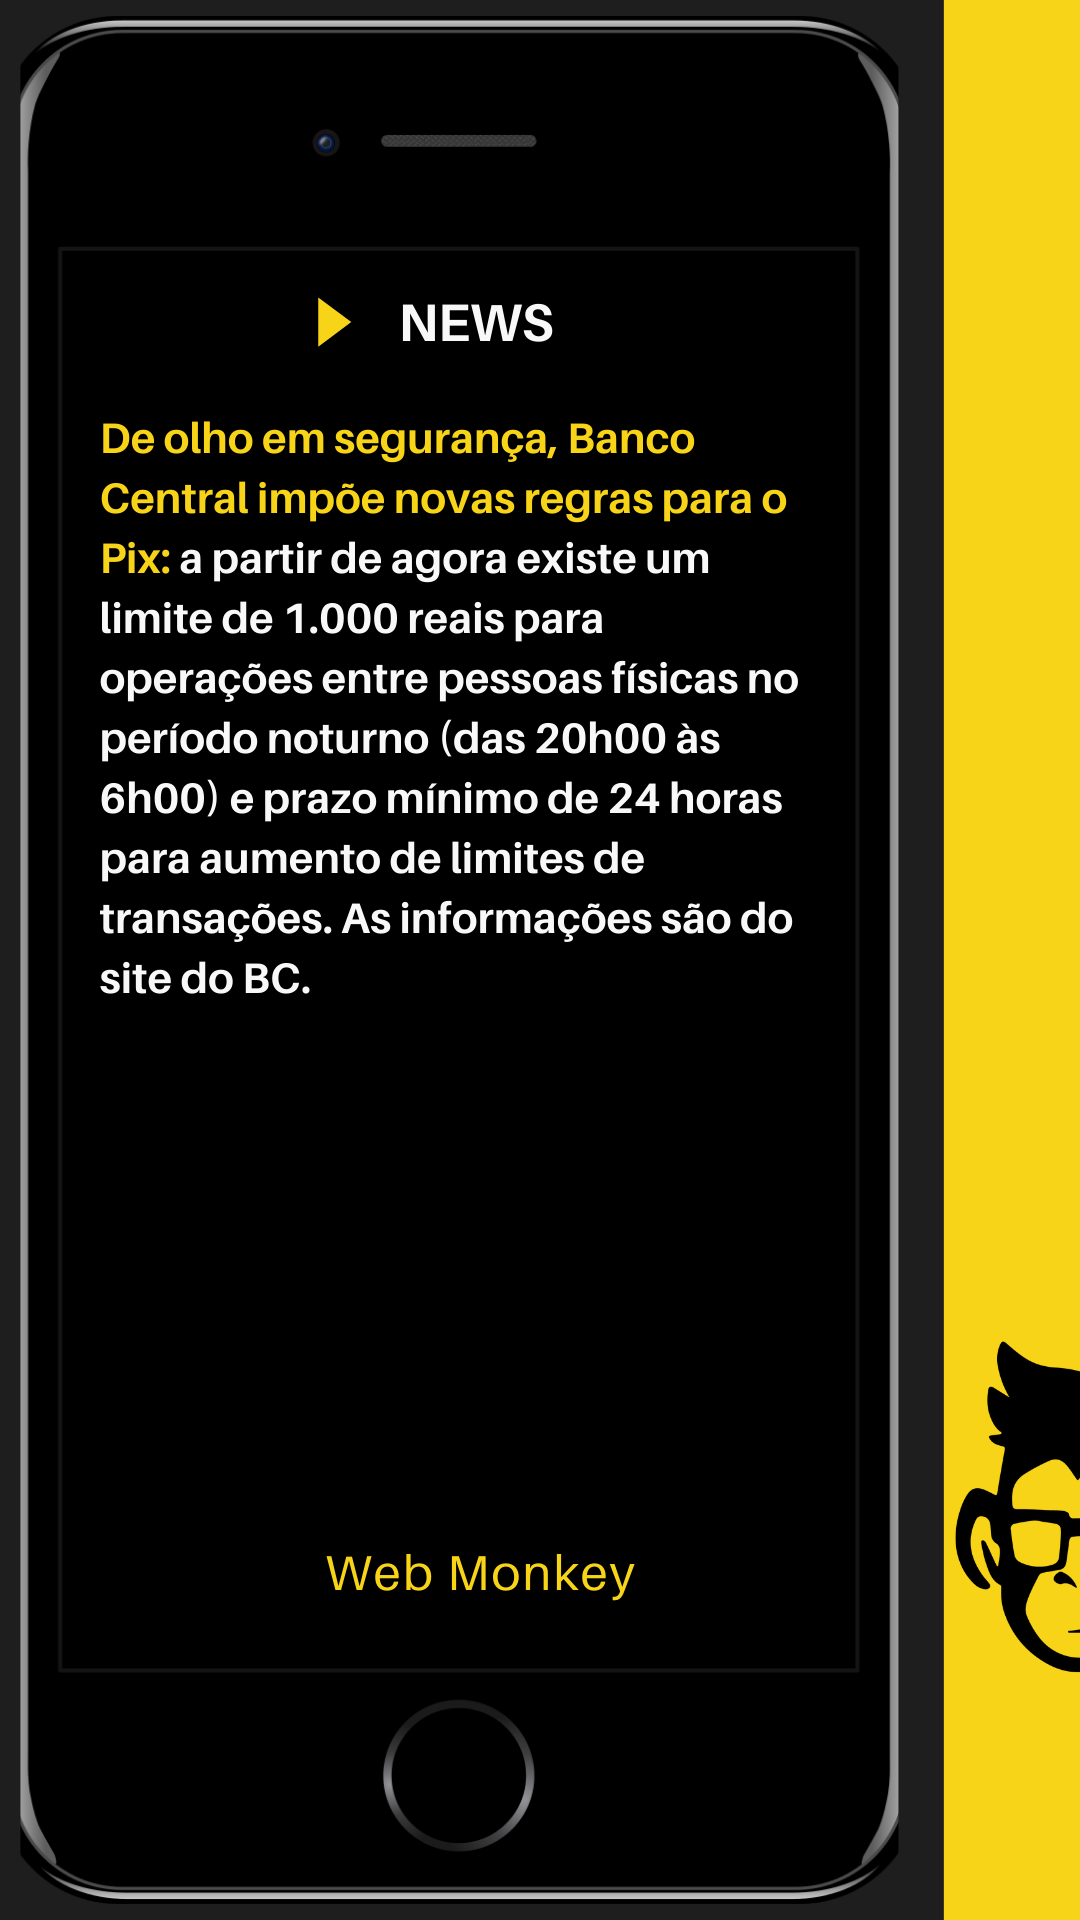 NEWS
De olho em segurança, Banco
Central impõe novas regras para o
Pix: a partir de agora existe um
limite de 1.000 reais para
operações entre pessoas físicas no
período noturno (das 20h00 às
6h00) e prazo mínimo de 24 horas
para aumento de limites de
transações. As informações são do
site do BC.
Web Monkey